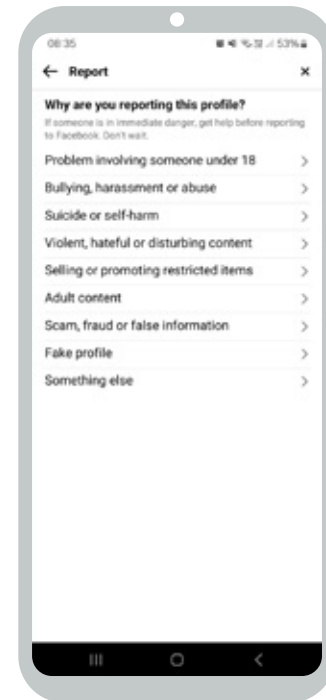 08:35
53%
Report
Why are you reporting this profile?
If someone is in immediate danger, get help before reporting
to Facebook. Don't wait.
Problem involving someone under 18
Bullying, harassment or abuse
Suicide or self-harm
Violent, hateful or disturbing content
Selling or promoting restricted items
Adult content
Scam, fraud or false information
Fake profile
Something else